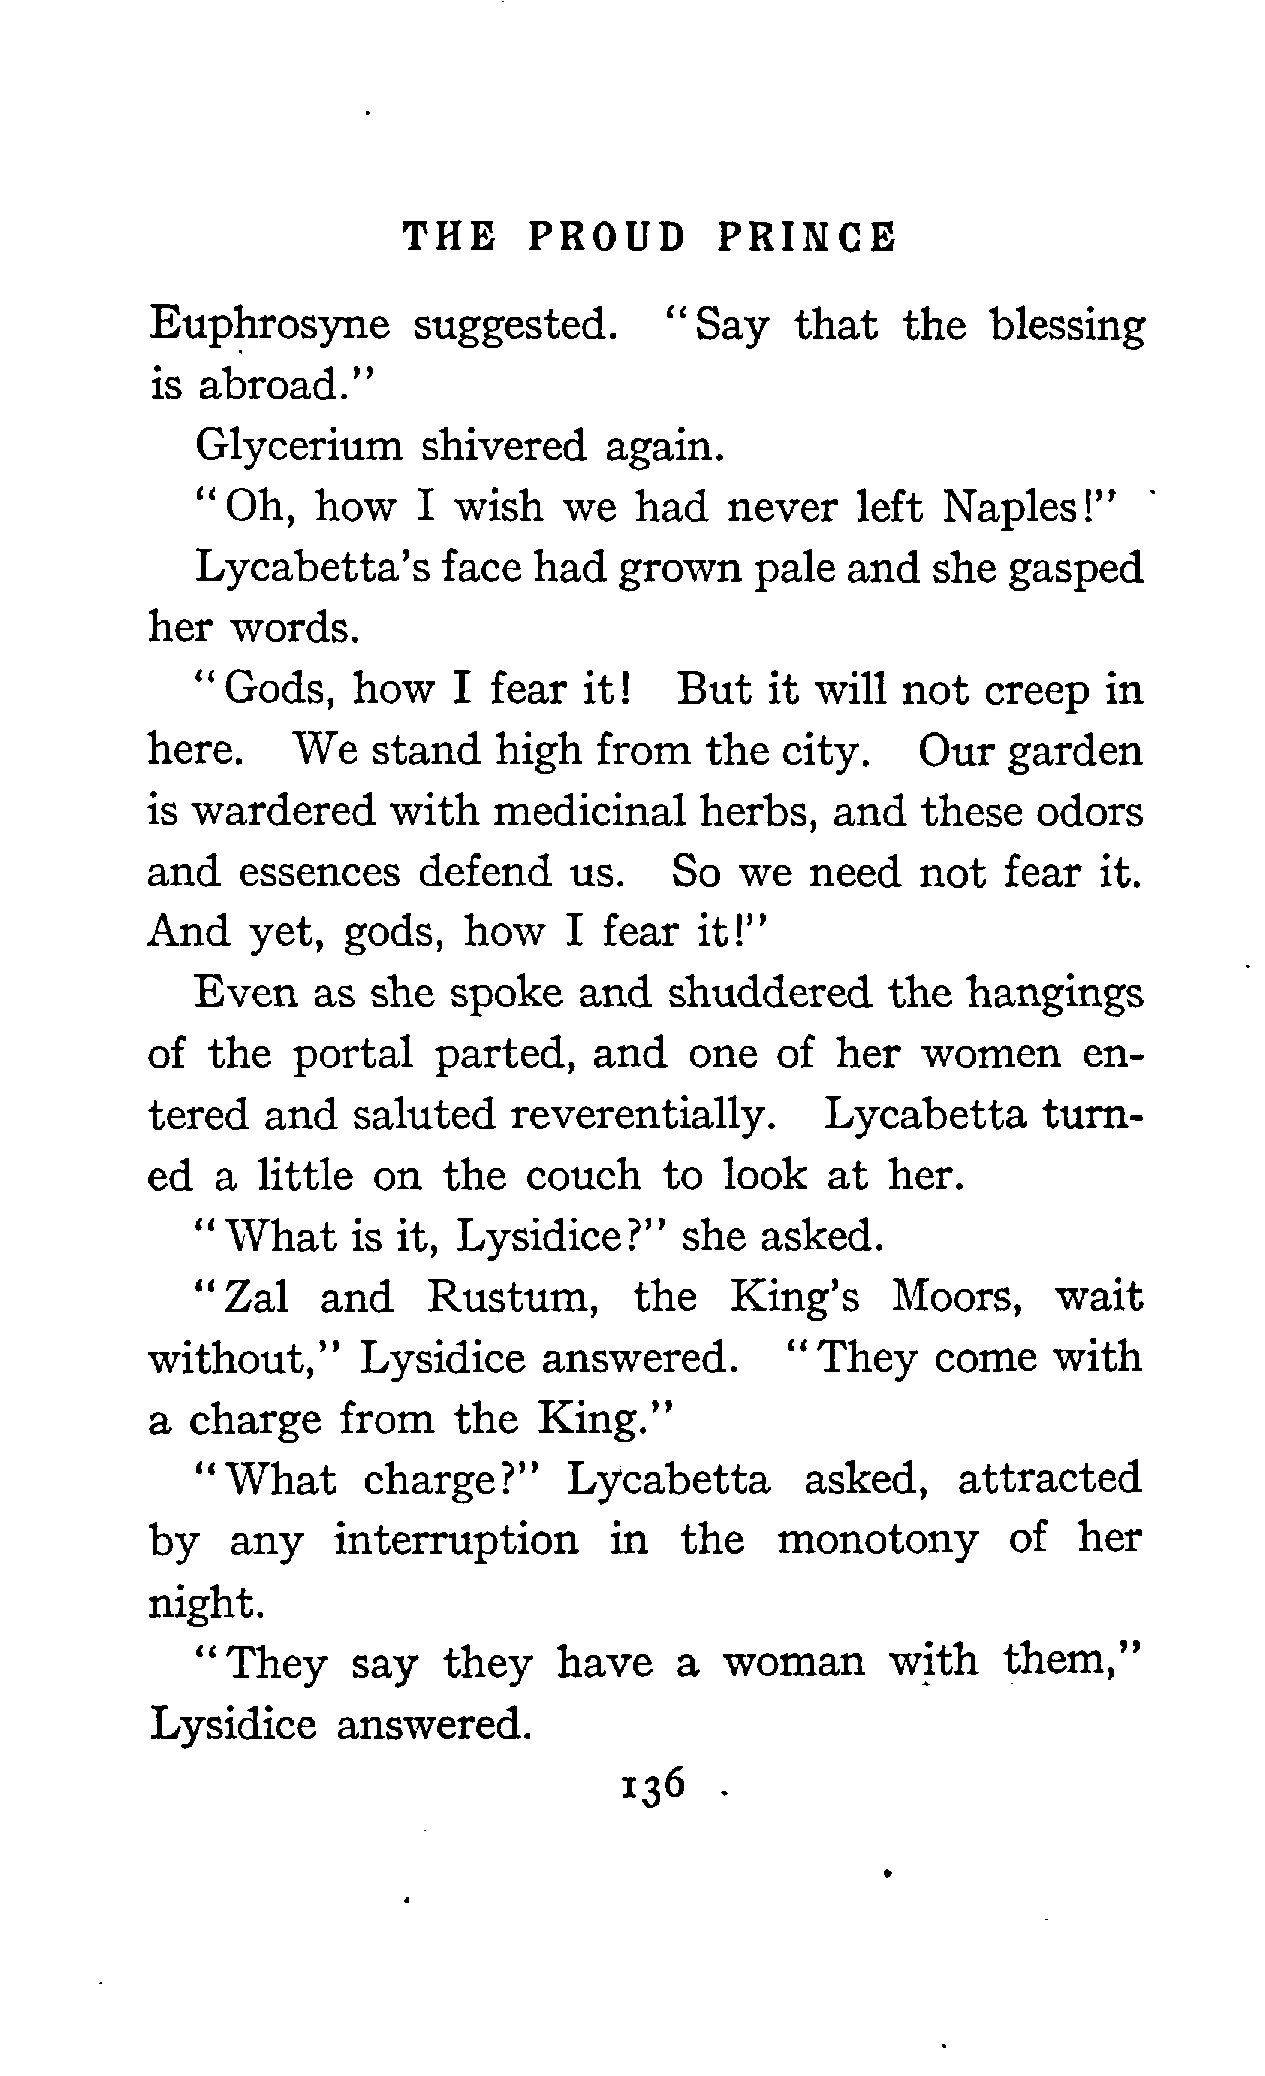 THE PROUD PRINCE
Euphrosyne suggested. "Say that the blessing
is abroad."
Glycerium shivered again.
"Oh, how I wish we had never left Naples!"
Lycabetta's face had grown pale and she gasped
her words.
"Gods, how I fear it! But it will not creep in
here. We stand high from the city. Our garden
is wardered with medicinal herbs, and these odors
and essences defend us. So we need not fear it.
And yet, gods, how I fear it!"
Even as she spoke and shuddered the hangings
of the portal parted, and one of her women en-
tered and saluted reverentially. Lycabetta turn-
ed a little on the couch to look at her.
"What is it, Lysidice?" she asked.
"Zal and Rustum, the King's Moors, wait
without," Lysidice answered. "They come with
a charge from the King."
"What charge?" Lycabetta asked, attracted
by any interruption in the monotony of her
night.
"They say they have a woman with them,"
Lysidice answered.
136